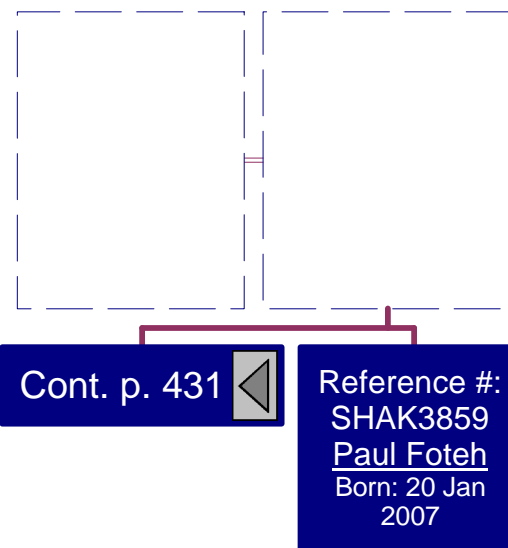 Cont. p. 431
Reference #:
SHAK3859
Paul Foteh
Born: 20 Jan
2007